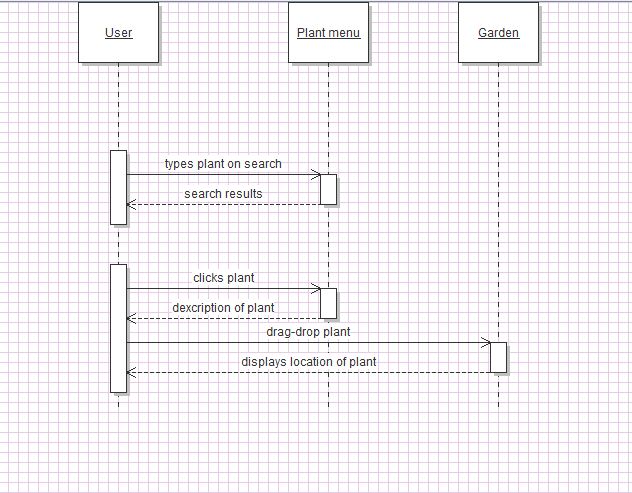 User
Plant menu
Garden
types plant on search
search results
clicks plant
dexcription of plant
drag-drop plant
displays location of plant